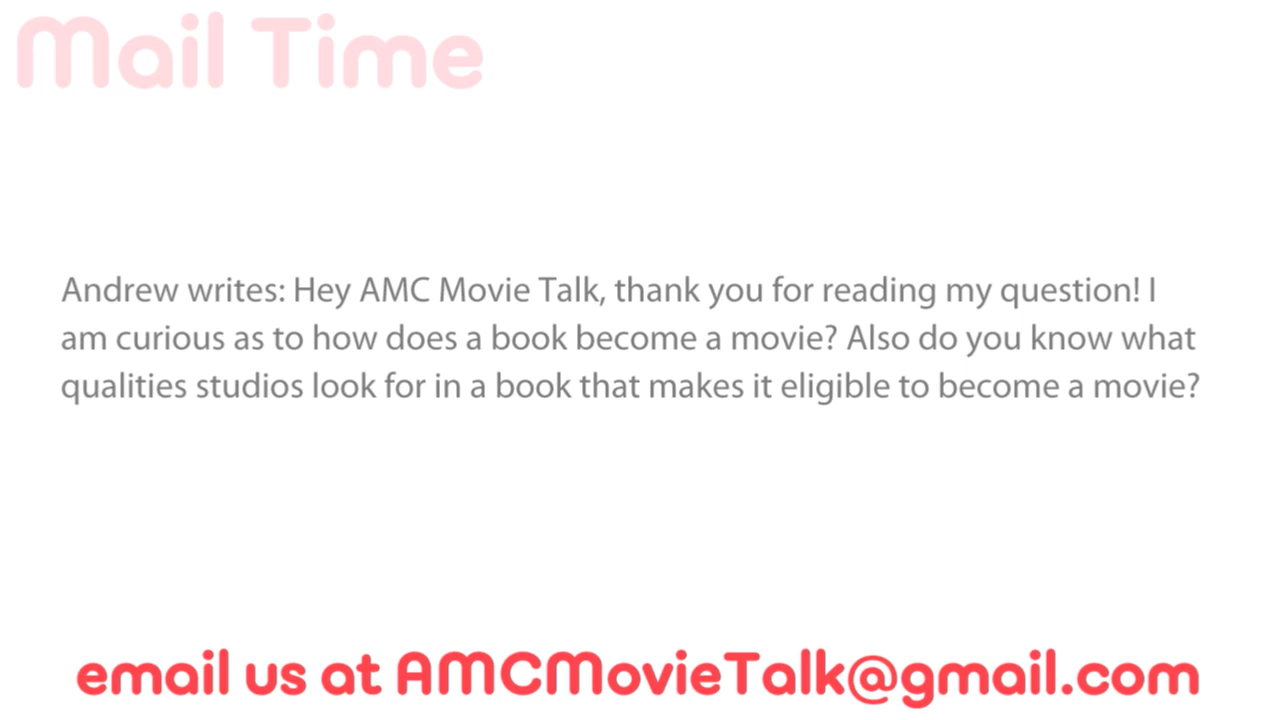 Mail Time
Andrew writes: Hey AMC Movie Talk, thank you for reading my question! I
am curious as to how does a book become a movie? Also do you know what
qualities studios look for in a book that makes it eligible to become a movie?
email us at AMCMovieTalk@gmail.com